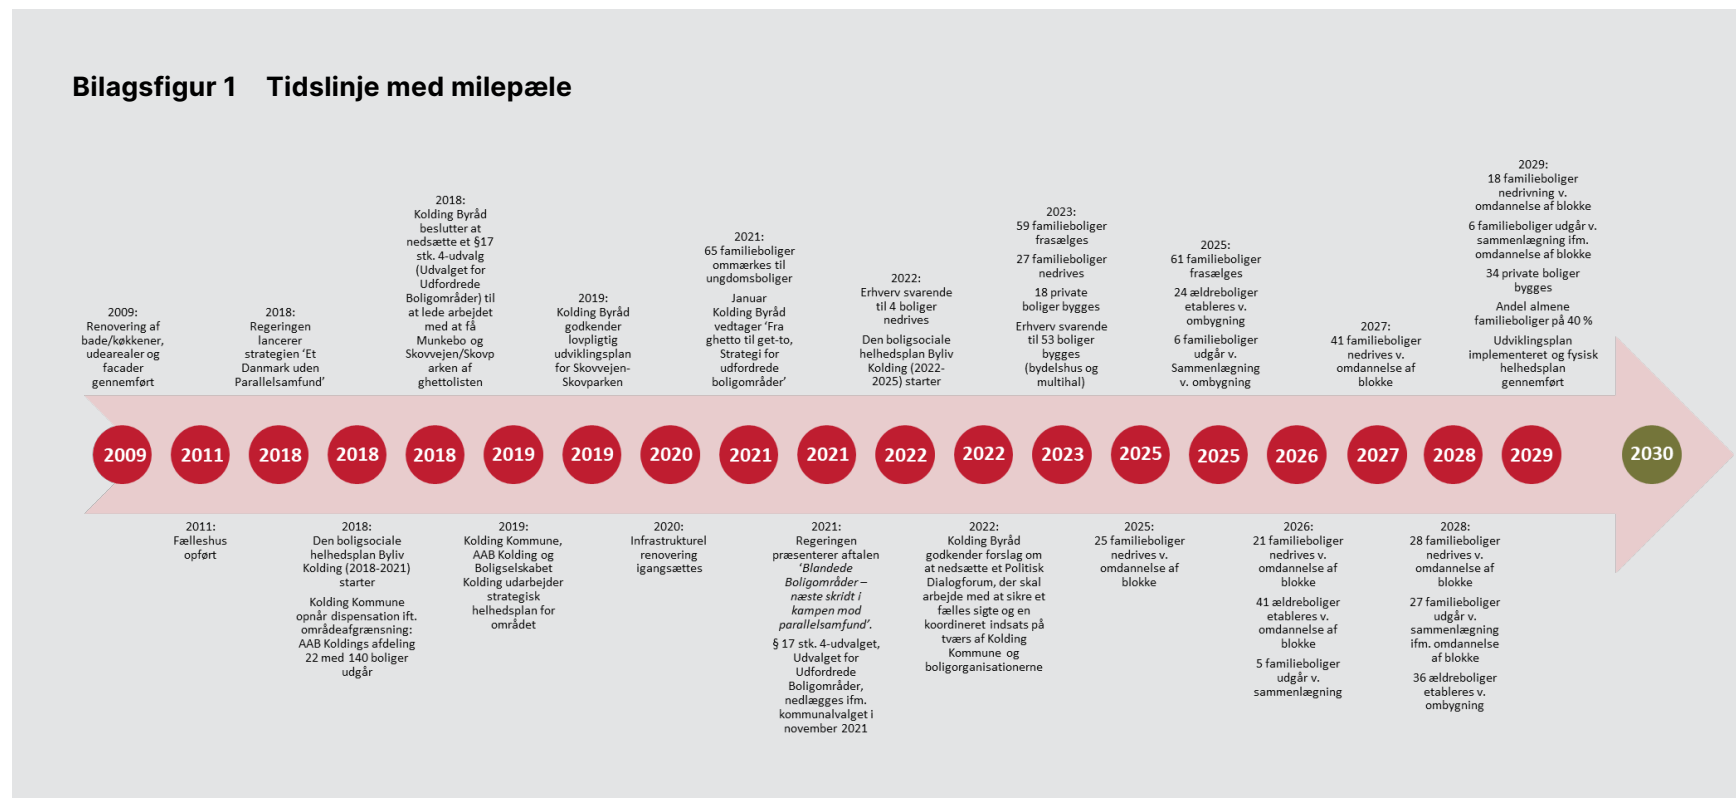 Bilagsfigur 1 Tidslinje med milepæle
2009:
Renovering af
bade/køkkener,
udearealer og
facader
gennemført
2018:
Regeringen
lancerer
strategien ‘Et
Danmark uden
Parallelsamfund’
2018:
Kolding Byråd
beslutter at
nedsætte et §17
stk. 4-udvalg
(Udvalget for
Udfordrede
Boligområder) til
at lede arbejdet
med at få
Munkebo og
Skovvejen/Skovp
arken af
ghettolisten
2019:
Kolding Byråd
godkender
lovpligtig
udviklingsplan
for Skovvejen-
Skovparken
2021:
65 familieboliger
ommærkes til
ungdomsboliger
Januar
Kolding Byråd
vedtager ‘Fra
ghetto til get-to,
Strategi for
udfordrede
boligområder’
2022:
Erhverv svarende
til 4 boliger
nedrives
Den boligsociale
helhedsplan Byliv
Kolding (2022-
2025) starter
2023:
59 familieboliger
frasælges
27 familieboliger
nedrives
18 private
boliger bygges
Erhverv svarende
til 53 boliger
bygges
(bydelshus og
multihal)
2025:
61 familieboliger
frasælges
24 ældreboliger
etableres v.
ombygning
6 familieboliger
udgår v.
Sammenlægning
v. ombygning
2027:
41 familieboliger
nedrives v.
omdannelse af
blokke
2029:
18 familieboliger
nedrivning v.
omdannelse af blokke
6 familieboliger udgår v.
sammenlægning ifm.
omdannelse af blokke
34 private boliger
bygges
Andel almene
familieboliger på 40 %
Udviklingsplan
implementeret og fysisk
helhedsplan
gennemført
2009 2011 2018 2018 2018 2019 2019 2020 2021 2021 2022 2022 2023 2025 2025 2026 2027 2028 2029 2030
2011:
Fælleshus
opført
2018:
Den boligsociale
helhedsplan Byliv
Kolding (2018-2021)
starter
Kolding Kommune
opnår dispensation ift.
områdeafgrænsning:
AAB Koldings afdeling
22 med 140 boliger
udgår
2019:
Kolding Kommune,
AAB Kolding og
Boligselskabet
Kolding udarbejder
strategisk
helhedsplan for
området
2020:
Infrastrukturel
renovering
igangsættes
2021:
Regeringen
præsenterer aftalen
‘Blandede
Boligområder –
næste skridt i
kampen mod
parallelsamfund’.
§ 17 stk. 4-udvalget,
Udvalget for
Udfordrede
Boligområder,
nedlægges ifm.
kommunalvalget i
november 2021
2022:
Kolding Byråd
godkender forslag om
at nedsætte et Politisk
Dialogforum, der skal
arbejde med at sikre et
fælles sigte og en
koordineret indsats på
tværs af Kolding
Kommune og
boligorganisationerne
2025:
25 familieboliger
nedrives v.
omdannelse af
blokke
2026:
21 familieboliger
nedrives v.
omdannelse af
blokke
41 ældreboliger
etableres v.
omdannelse af
blokke
5 familieboliger
udgår v.
sammenlægning
2028:
28 familieboliger
nedrives v.
omdannelse af
blokke
27 familieboliger
udgår v.
sammenlægning
ifm. omdannelse
af blokke
36 ældreboliger
etableres v.
ombygning